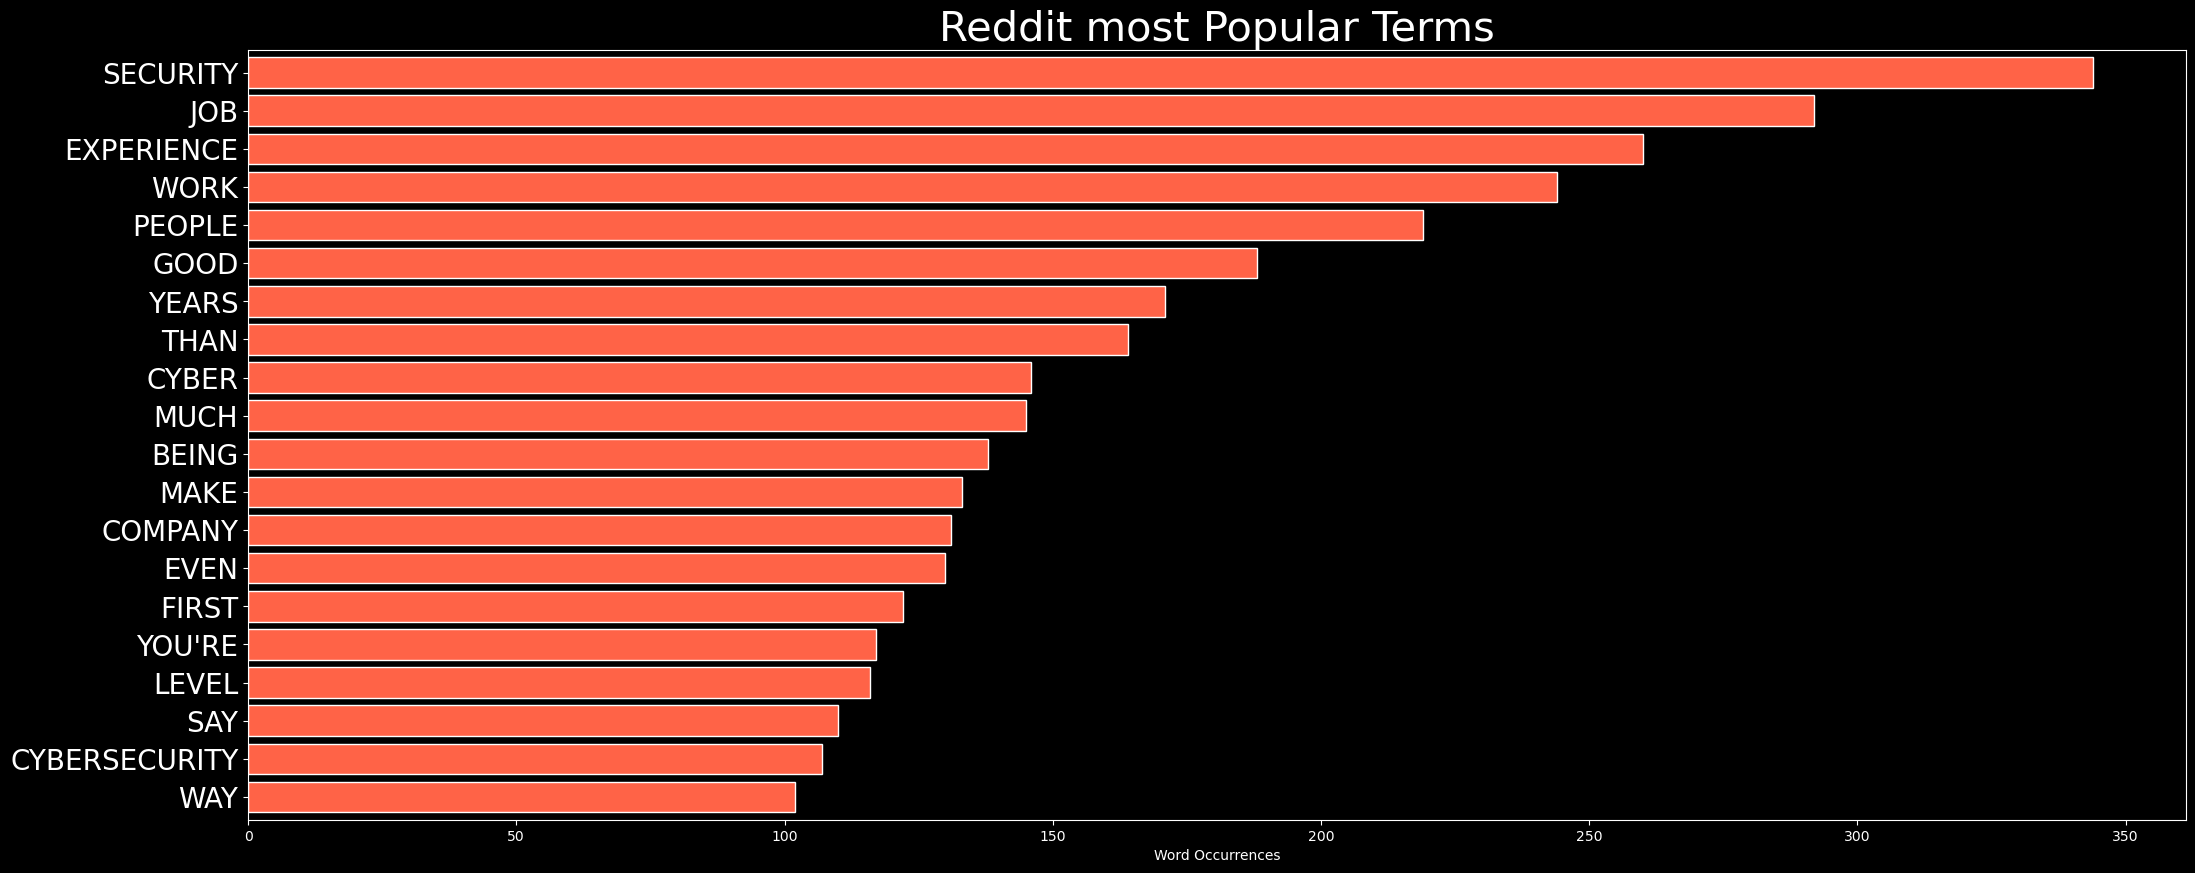 Reddit most Popular Terms
SECURITY
JOB
EXPERIENCE
WORK
PEOPLE
GOOD
YEARS
THAN
CYBER
MUCH
BEING
MAKE
COMPANY
EVEN
FIRST
YOU'RE
LEVEL
SAY
CYBERSECURITY
WAY
0 50 100 150 200 250 300 350
Word Occurrences